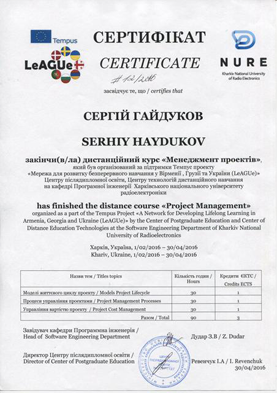 Tempus
LeAGUe
СЕРТИФІКАТ
CERTIFICATE
NURE
Kharkiv National University
of Radio Electronics
засвідчує те, що / certifies that
СЕРГІЙ ГАЙДУКОВ
SERHIY HAYDUKOV
закінчи(в/ла) дистанційний курс «Менеджмент проектів»,
який був організований за підтримки Темпус проекту
«Мережа для розвитку безперервного навчання у Вірменії , Грузії та України (LeAGUe)»
Центру післядипломної освіти, Центру технологій дистанційного навчання
на кафедрі Програмної інженерії Харківського національного університету
радіоелектроніки
has finished the distance course «Project Management»
organized as a part of the Tempus Project «A Network for Developing Lifelong Learning in
Armenia, Georgia and Ukraine (LeAGUe)» by the Center of Postgraduate Education and Center of
Distance Education Technologies at the Software Engineering Department of Kharkiv National
University of Radioelectronics
Харків, Україна, 1/02/2016 – 30/04/2016
Khariv, Ukraine, 1/02/2016 – 30/04/2016
Назви тем / Titles topics
Кількість годин / Hours
Кредити ЄКТС / Credits ECTS
Моделі життєвого циклу проекту / Models Project Lifecycle 30 1
Процеси управління проектами / Project Management Processes 30 1
Управління вартістю проекту / Project Cost Management 30 1
Разом / Total 90 3
Завідувач кафедри Програмна інженерія /
Head of Software Engineering Department
Дудар З.В / Z. Dudar
Директор Центру післядипломної освіти /
Director of Center of Postgraduate Education
Ревенчук І.А / I. Revenchuk
30/04/2016